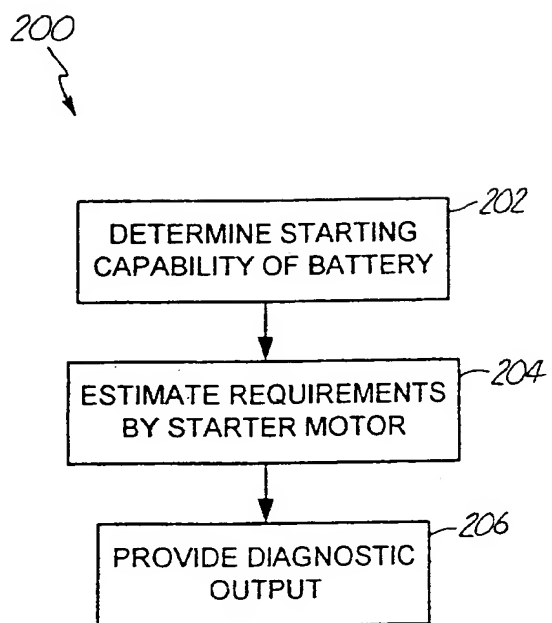 200
202
DETERMINE STARTING
CAPABILITY OF BATTERY
204
ESTIMATE REQUIREMENTS
BY STARTER MOTOR
206
PROVIDE DIAGNOSTIC
OUTPUT